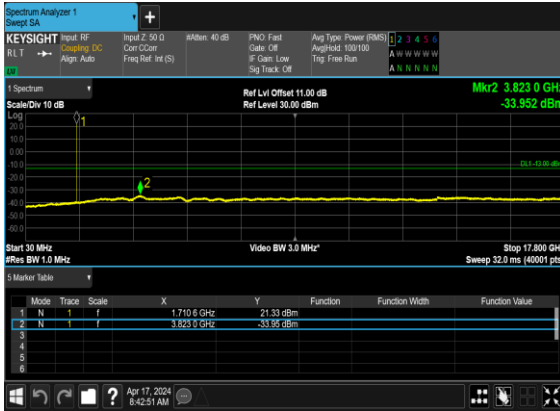 Spectrum Analyzer 1
Swept SA
+
KEYSIGHT Input: RF Input Z: 50 Ω #Atten: 40 dB PNO: Fast Avg Type: Power (RMS) 1 2 3 4 5 6
RLT Coupling: DC Corr CCorr Gate: Off Avg|Hold: 100/100 A W W W W W
Align: Auto Freq Ref: Int (S) IF Gain: Low Trig: Free Run
Sig Track: Off A N N N N N
1 Spectrum
Ref Lvl Offset 11.00 dB Mkr2 3.823 0 GHz
Scale/Div 10 dB Ref Level 30.00 dBm -33.952 dBm
Log
20.0
10.0
0.00
-10.0
-20.0
-30.0
-40.0
-50.0
-60.0
1
2
DL1 -13.00 dBm
Start 30 MHz Video BW 3.0 MHz* Stop 17.800 GHz
#Res BW 1.0 MHz Sweep 32.0 ms (40001 pts)
5 Marker Table
Mode Trace Scale X Y Function Function Width Function Value
1 N 1 f 1.710 6 GHz 21.33 dBm
2 N 1 f 3.823 0 GHz -33.95 dBm
3
4
5
6
? Apr 17, 2024
8:42:51 AM